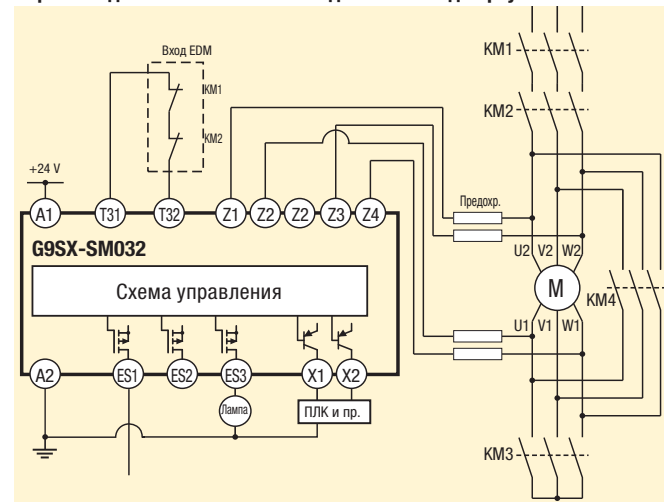 Вход EDM
KM1
KM2
+24 V
A1
T31
T32
Z1
Z2
Z2
Z3
Z4
G9SX-SM032
Схема управления
A2
ES1
ES2
ES3
X1
X2
Лампа
ПЛК и пр.
KM1
KM2
Предохр.
U2 V2 W2
M
KM4
U1 V1 W1
KM3